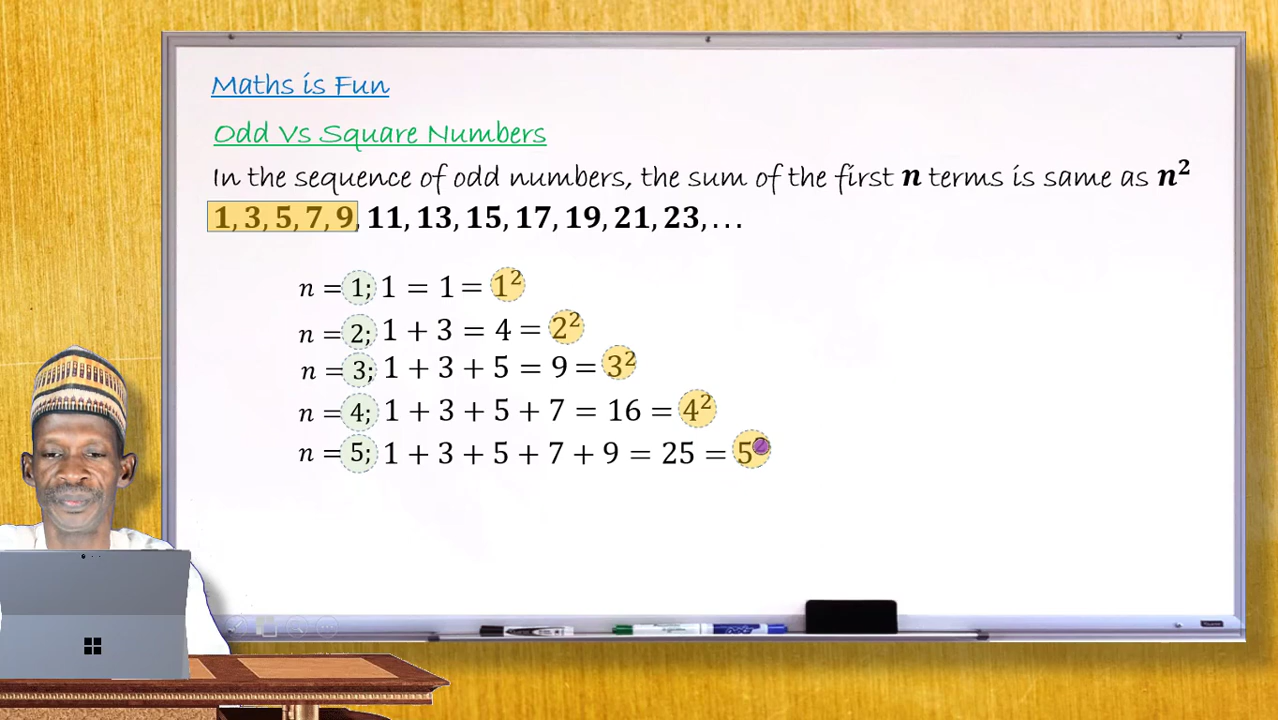 Maths is Fun
Odd Vs Square Numbers
In the sequence of odd numbers, the sum of the first n terms is same as n²
1, 3, 5, 7, 9, 11, 13, 15, 17, 19, 21, 23, ...
n = 1; 1 = 1 = 1²
n = 2; 1 + 3 = 4 = 2²
n = 3; 1 + 3 + 5 = 9 = 3²
n = 4; 1 + 3 + 5 + 7 = 16 = 4²
n = 5; 1 + 3 + 5 + 7 + 9 = 25 = 5